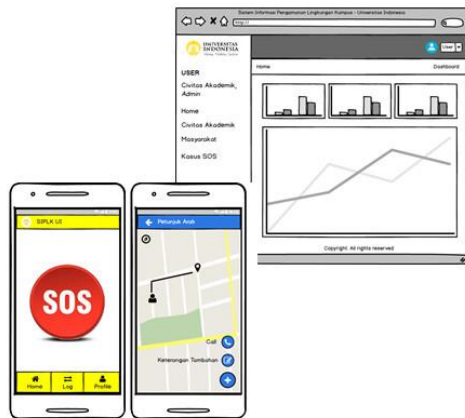 Sistem Informasi Pengamanan Lingkungan Kampus - Universitas Indonesia
UNIVERSITAS
INDONESIA
User
Home
Dashboard
USER
Civitas Akademik,
Admin
Home
Civitas Akademik
Masyarakat
Kasus SOS
Copyright. All rights reserved
SIPLK UI
SOS
Home
Log
Profile
Petunjuk Arah
Call
Keterangan Tambahan